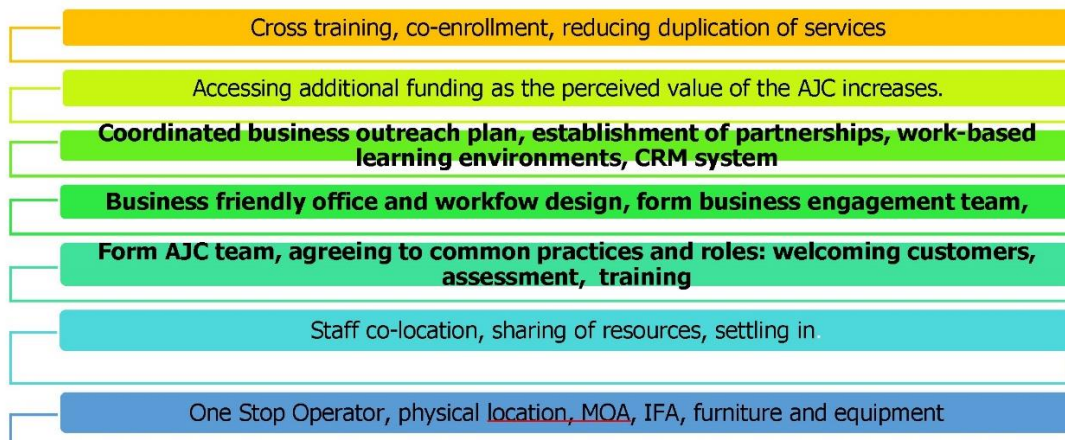 Cross training, co-enrollment, reducing duplication of services
Accessing additional funding as the perceived value of the AJC increases.
Coordinated business outreach plan, establishment of partnerships, work-based
learning environments, CRM system
Business friendly office and workfow design, form business engagement team,
Form AJC team, agreeing to common practices and roles: welcoming customers,
assessment, training
Staff co-location, sharing of resources, settling in.
One Stop Operator, physical location, MOA, IFA, furniture and equipment